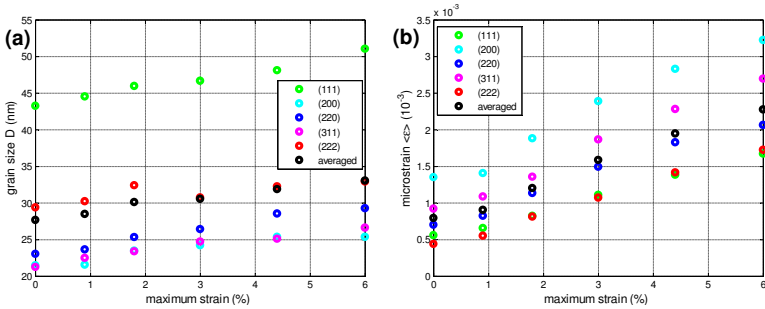 (a)
55
50
45
40
35
30
25
20
grain size D (nm)
0 1 2 3 4 5 6
maximum strain (%)
(111)
(200)
(220)
(311)
(222)
averaged
(b)
x 10⁻³
3.5
3
2.5
2
1.5
1
0.5
0
microstrain <ε> (10⁻³)
0 1 2 3 4 5 6
maximum strain (%)
(111)
(200)
(220)
(311)
(222)
averaged